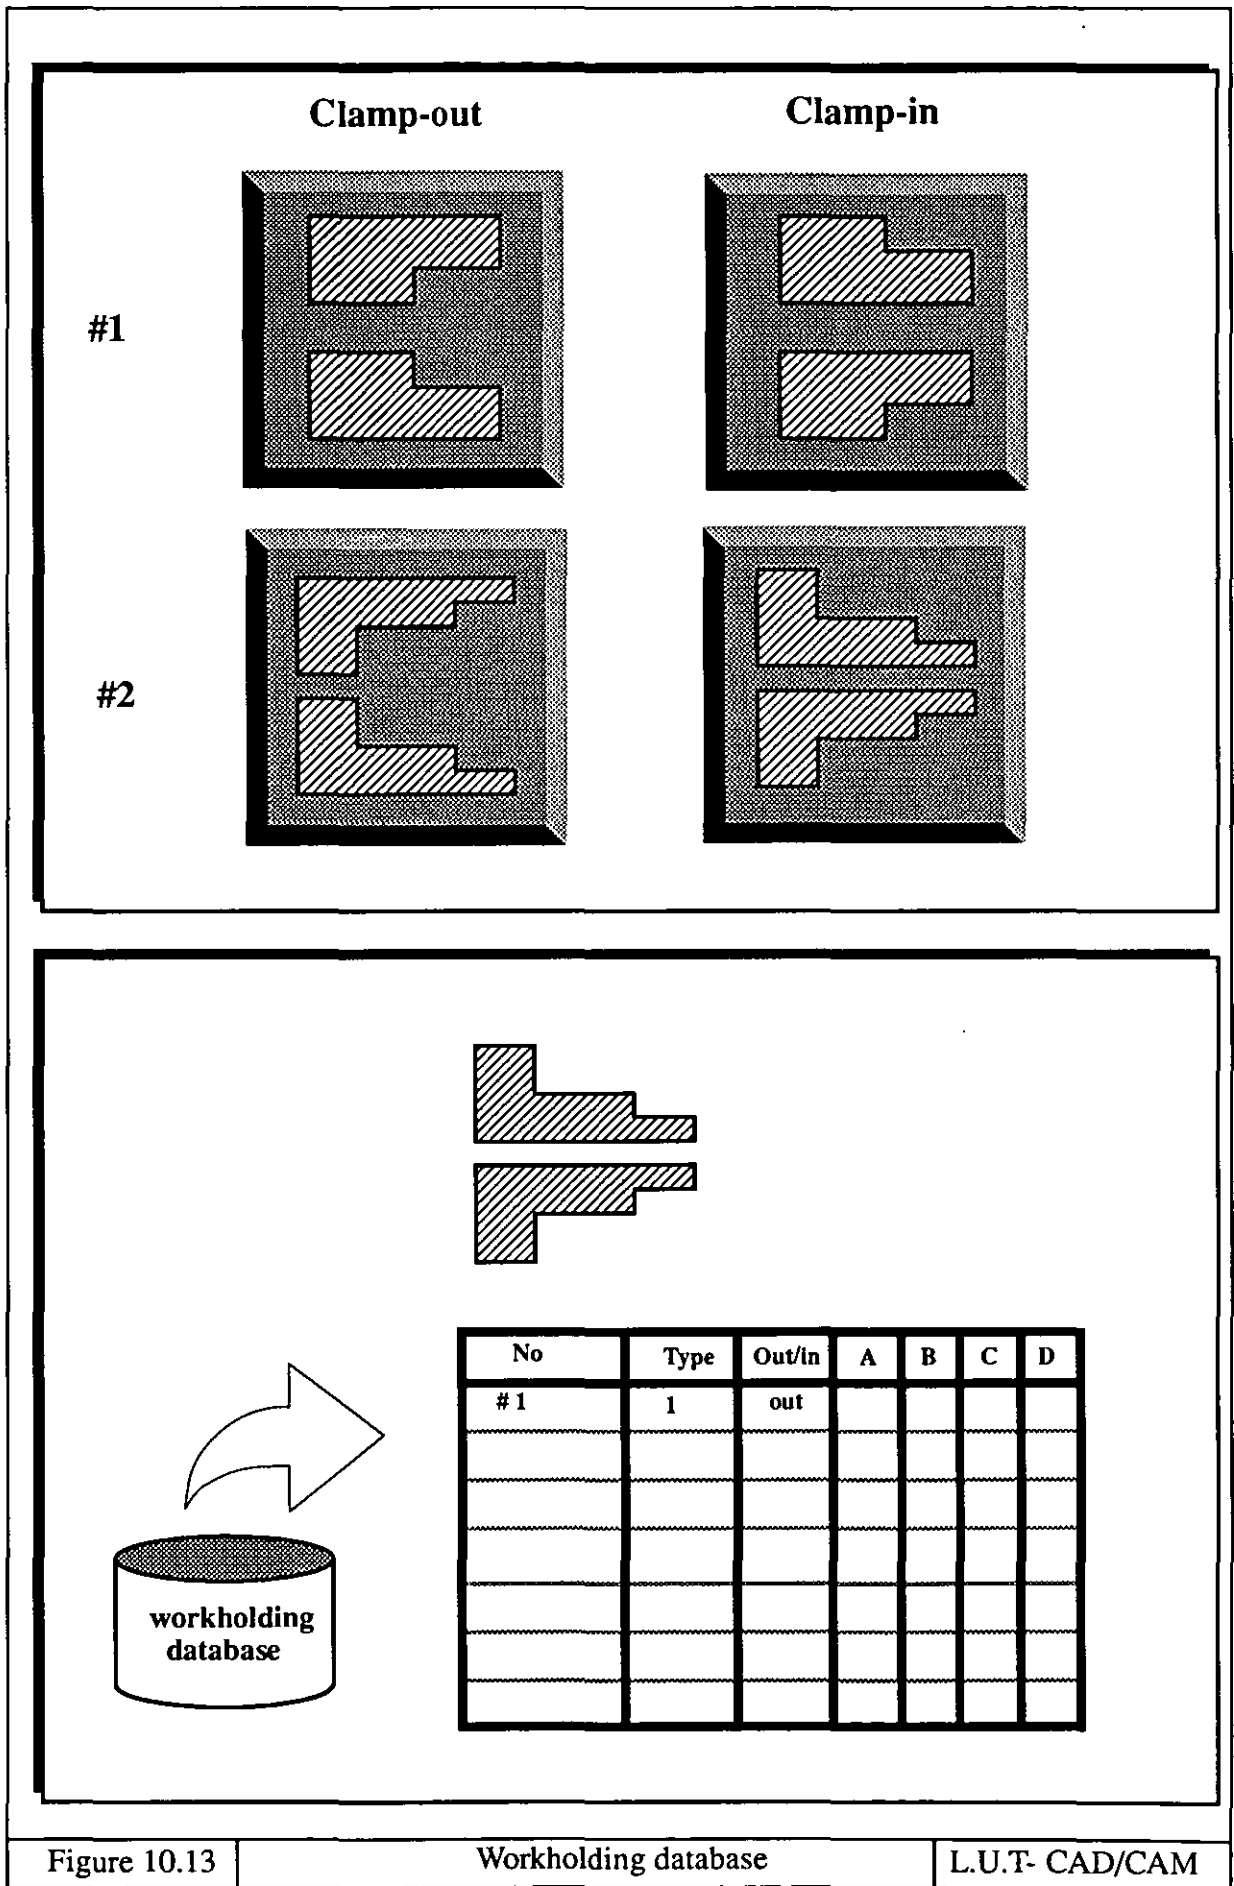 Clamp-out Clamp-in
#1
#2
No Type Out/in A B C D
# 1 1 out
workholding
database
Figure 10.13 Workholding database L.U.T- CAD/CAM